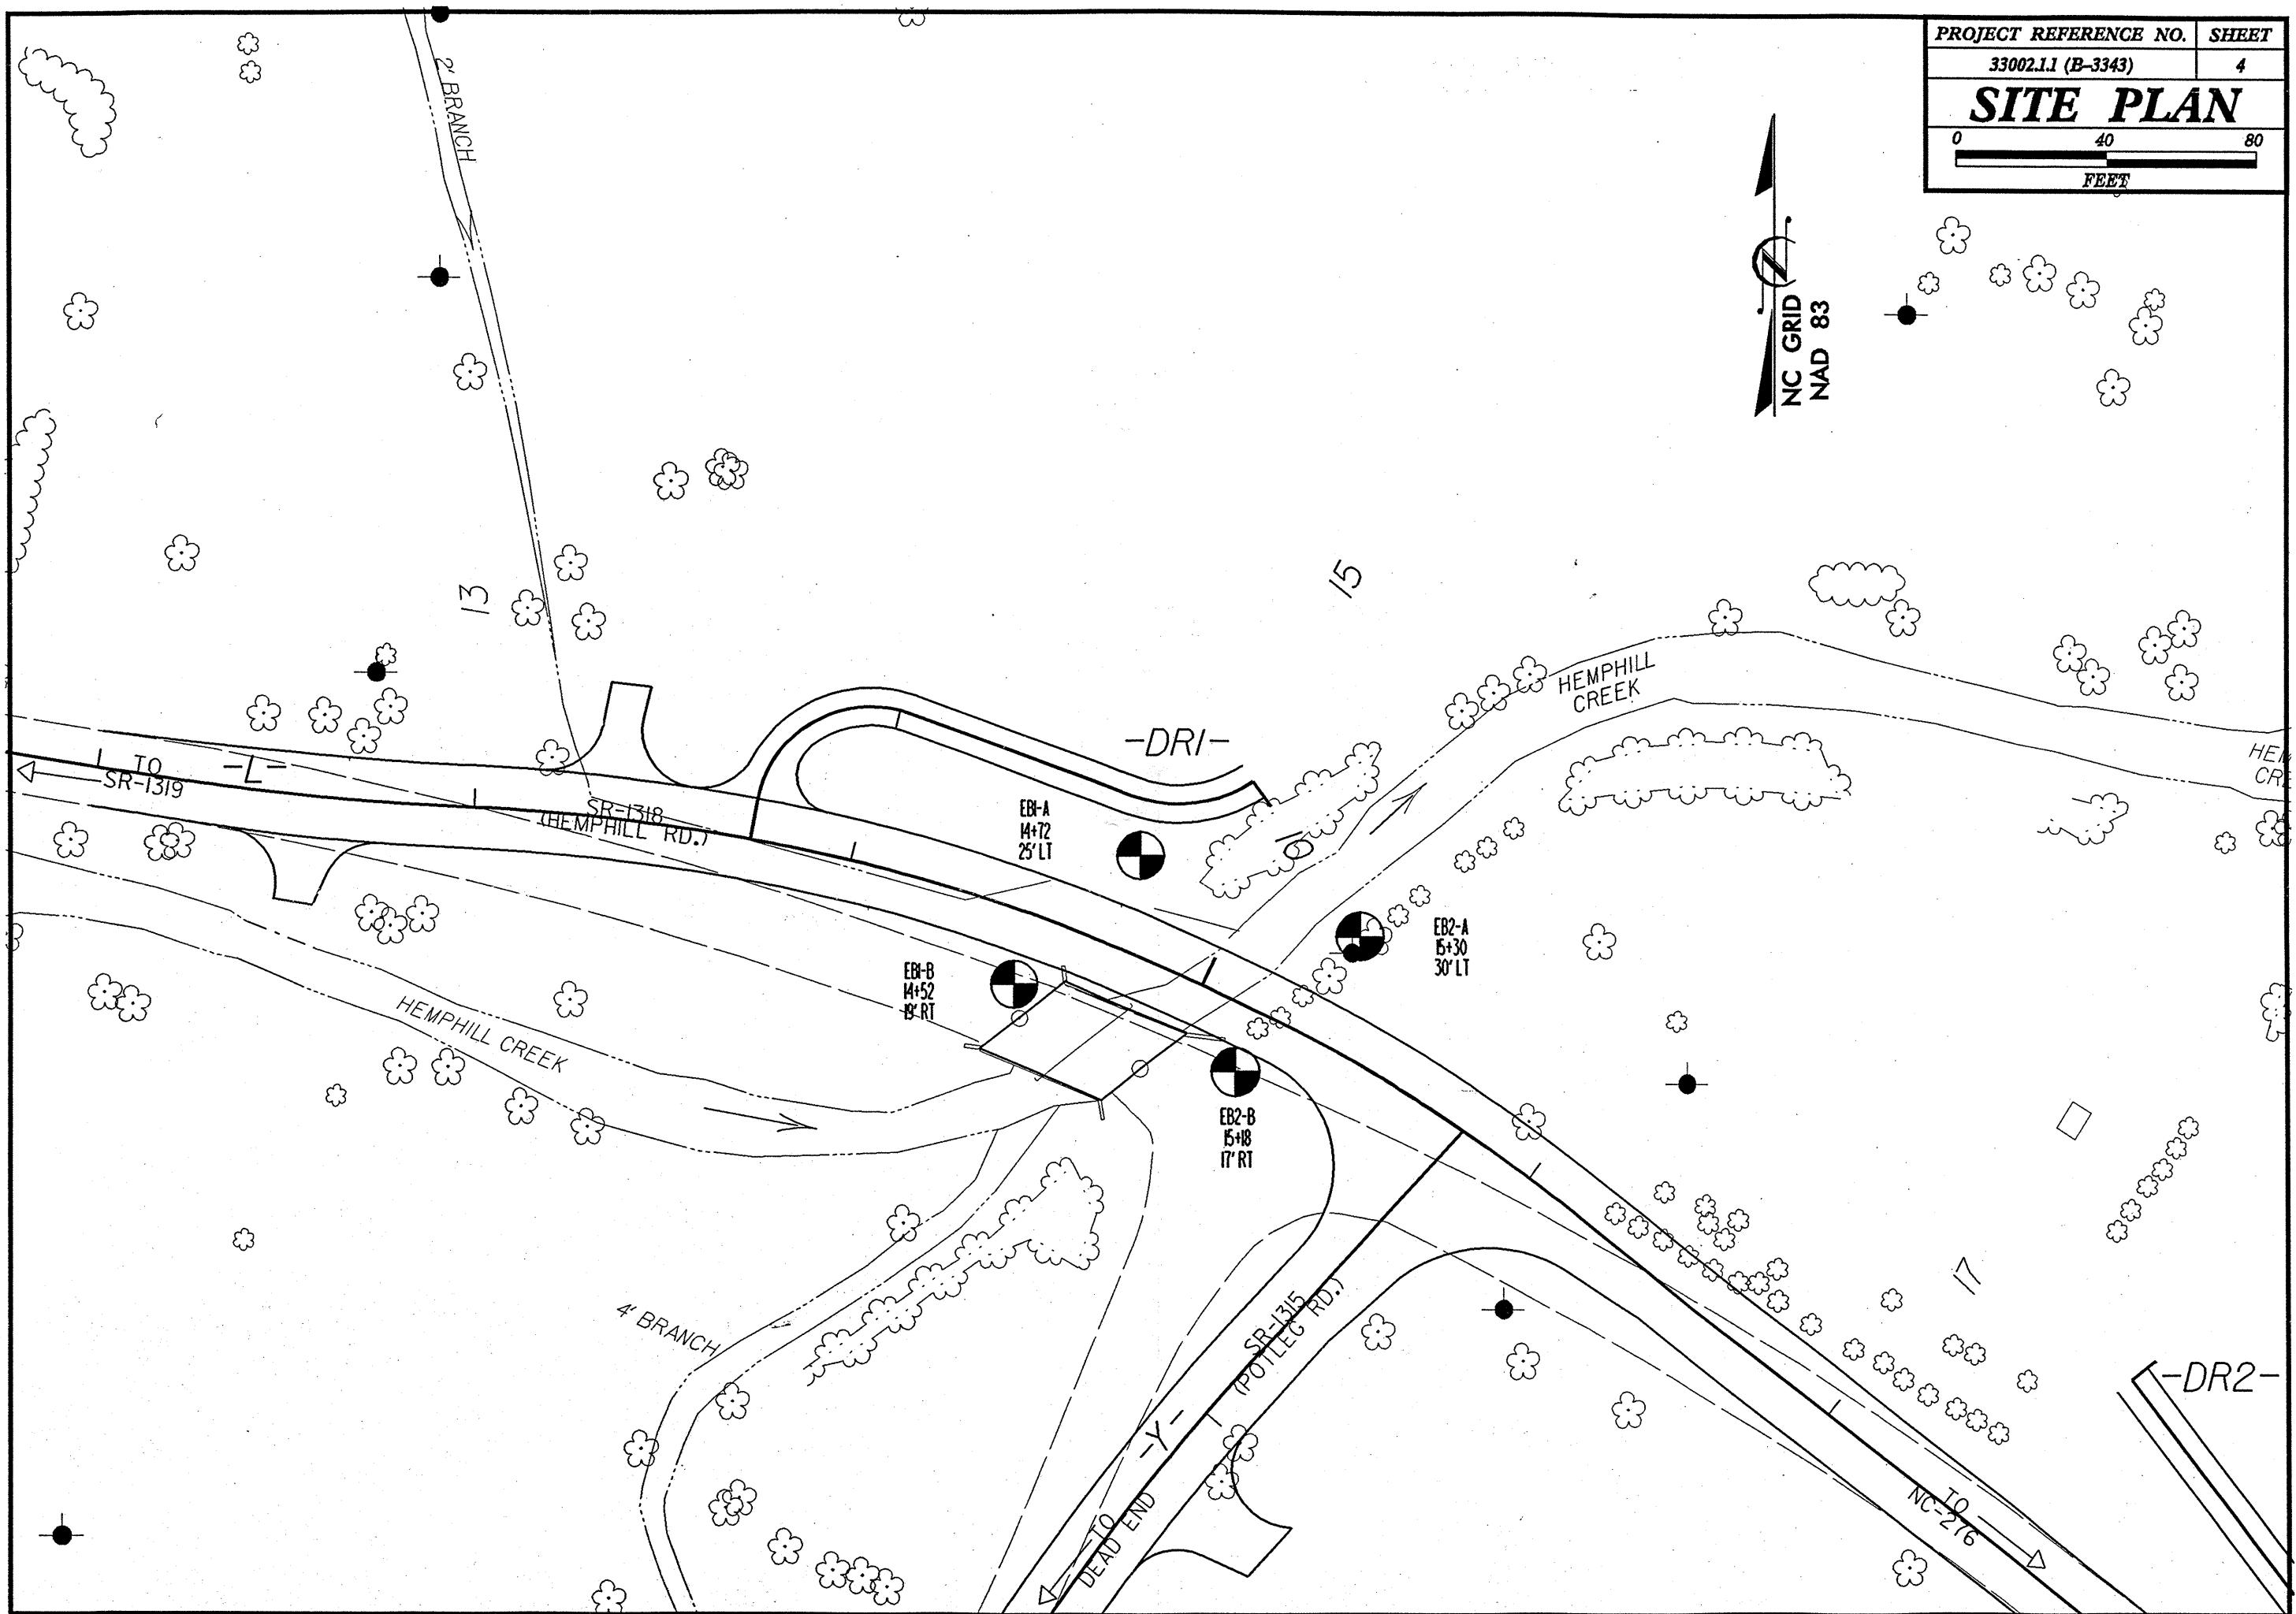 PROJECT REFERENCE NO. SHEET
33002.1.1 (B-3343) 4
SITE PLAN
0 40 80
FEET
2' BRANCH
NC GRID
NAD 83
13
15
HEMPHILL
CREEK
-DR1-
TO
SR-1319
-L-
SR-1318
(HEMPHILL RD.)
EB1-A
14+72
25' LT
16
HEM
CRE
EB2-A
15+30
30' LT
EB1-B
14+52
19' RT
HEMPHILL CREEK
EB2-B
15+18
17' RT
4' BRANCH
SR-1315
(POTLEG RD.)
17
-DR2-
-Y-
TO
DEAD END
TO
NC-276